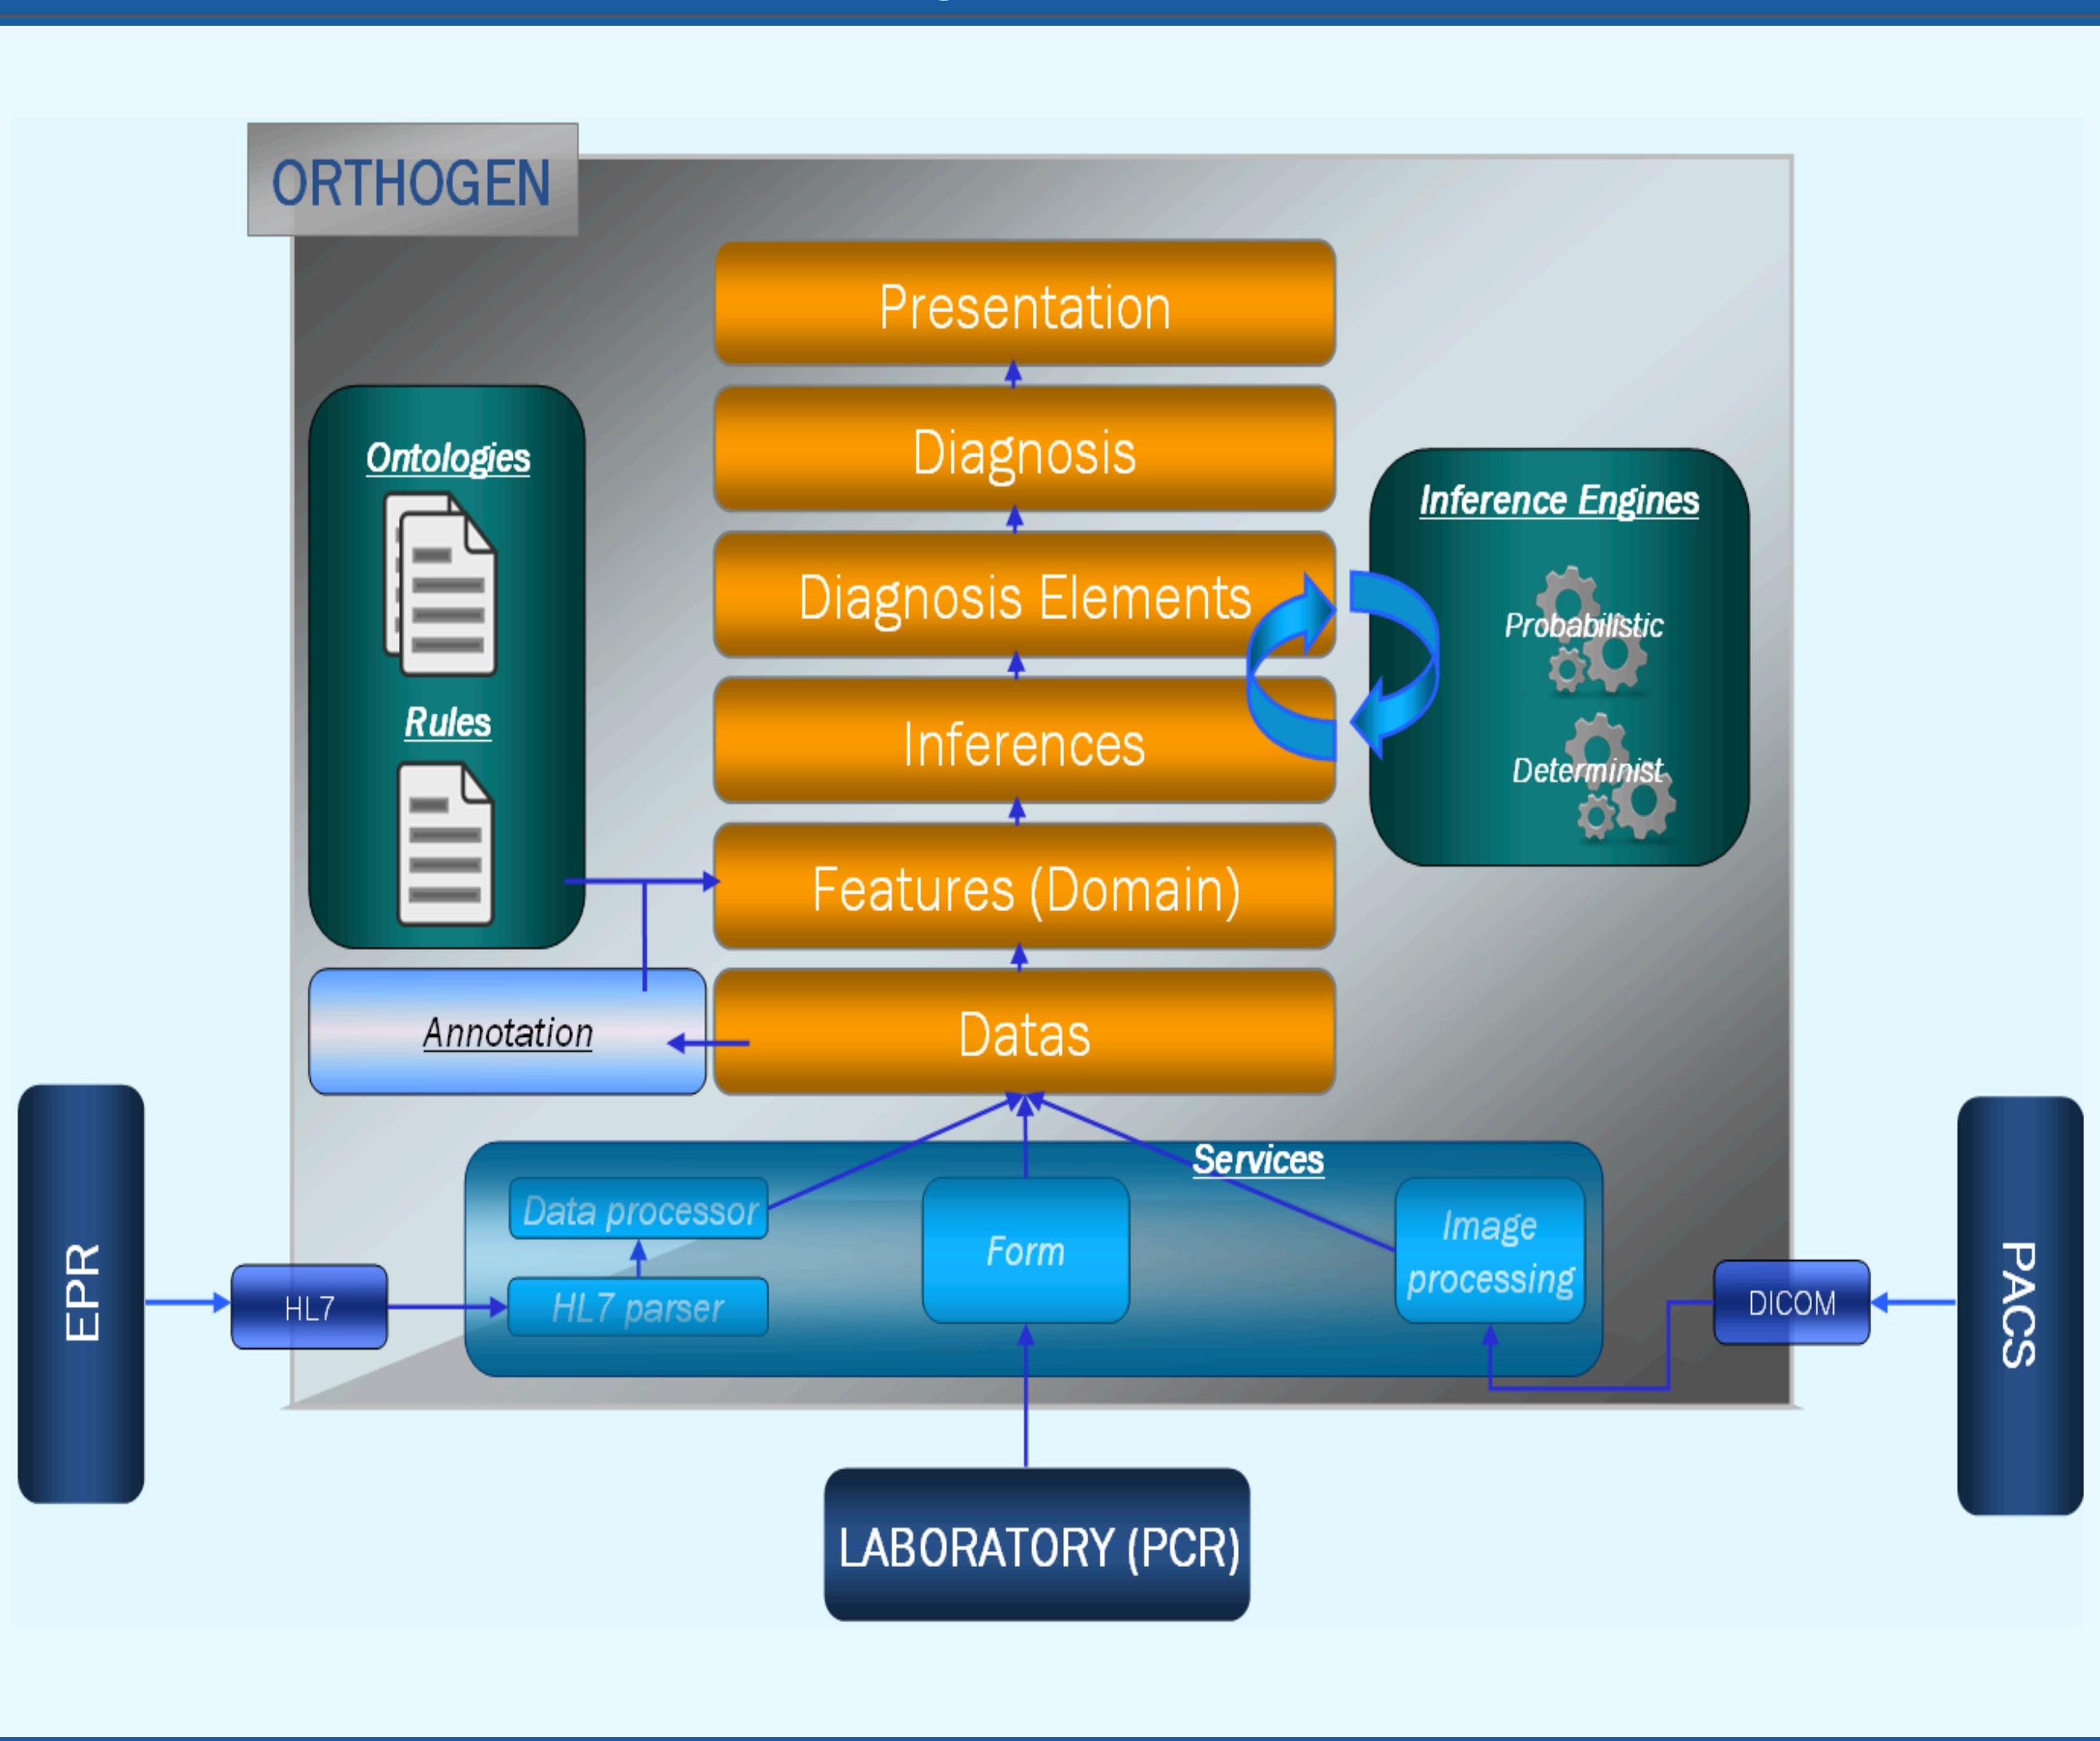 ORTHOGEN
Presentation
Diagnosis
Diagnosis Elements
Inferences
Features (Domain)
Datas
Ontologies
Rules
Annotation
Inference Engines
Probabilistic
Determinist
Services
Data processor
HL7 parser
Form
Image
processing
EPR
HL7
DICOM
PACS
LABORATORY (PCR)